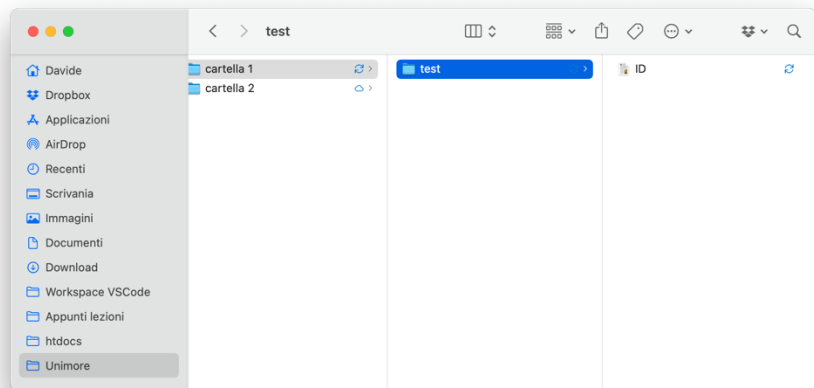 test
Davide
Dropbox
Applicazioni
AirDrop
Recenti
Scrivania
Immagini
Documenti
Download
Workspace VSCode
Appunti lezioni
htdocs
Unimore
cartella 1
cartella 2
test
ID